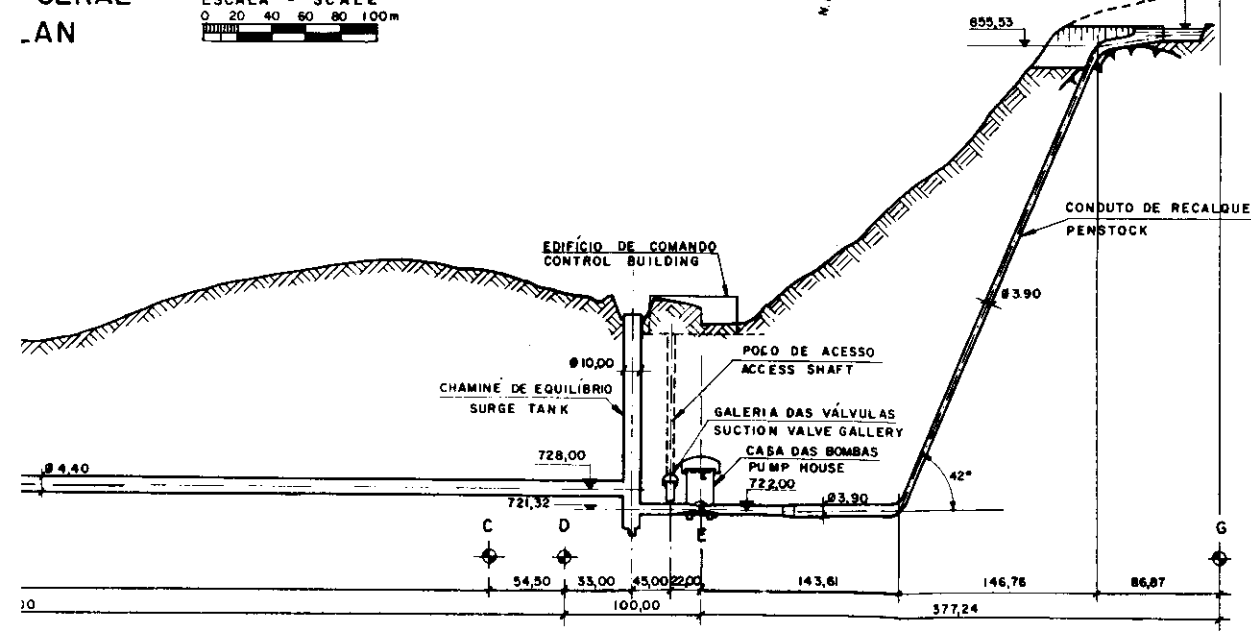 ESCALA - SCALE
_AN
0 20 40 60 80 100m
855,53
CONDUTO DE RECALQUE
PENSTOCK
EDIFÍCIO DE COMANDO
CONTROL BUILDING
ø3.90
POÇO DE ACESSO
ACCESS SHAFT
ø10,00
CHAMINÉ DE EQUILÍBRIO
SURGE TANK
GALERIA DAS VÁLVULAS
SUCTION VALVE GALLERY
CASA DAS BOMBAS
PUMP HOUSE
ø4.40
728,00
722,00
42°
721,32
ø3.90
C D E G
54,50 33,00 45,00 22,00 143,61 146,76 86,87
100,00 377,24